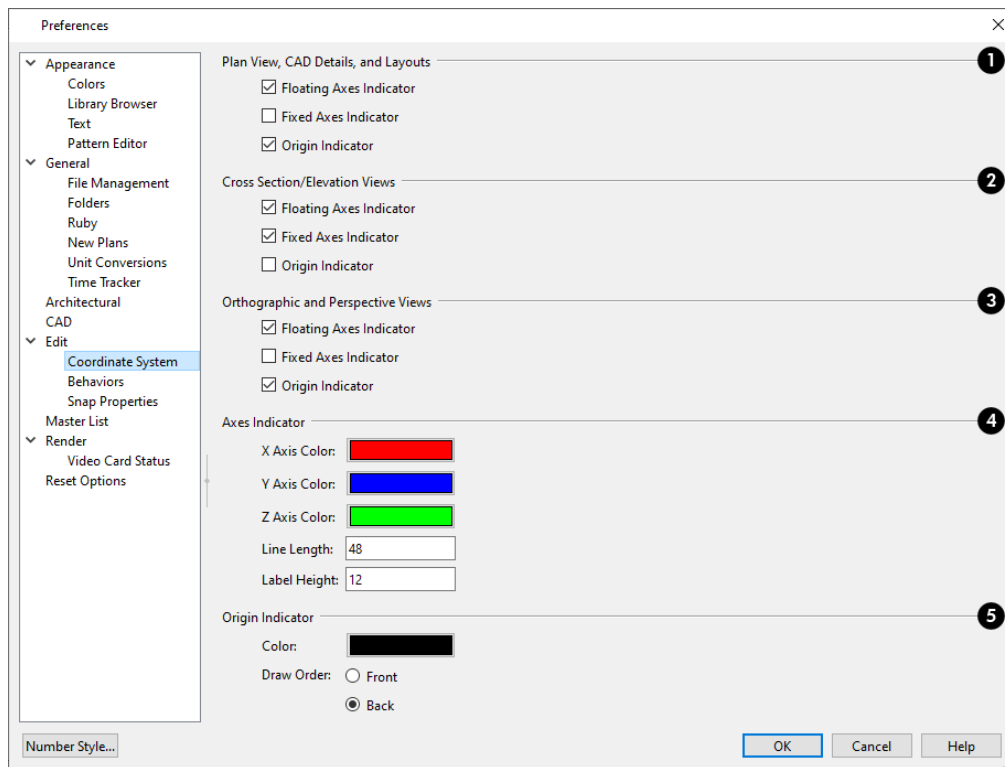 Preferences
Appearance
Colors
Library Browser
Text
Pattern Editor
General
File Management
Folders
Ruby
New Plans
Unit Conversions
Time Tracker
Architectural
CAD
Edit
Coordinate System
Behaviors
Snap Properties
Master List
Render
Video Card Status
Reset Options
Plan View, CAD Details, and Layouts
1
Floating Axes Indicator
Fixed Axes Indicator
Origin Indicator
Cross Section/Elevation Views
2
Floating Axes Indicator
Fixed Axes Indicator
Origin Indicator
Orthographic and Perspective Views
3
Floating Axes Indicator
Fixed Axes Indicator
Origin Indicator
Axes Indicator
4
X Axis Color:
Y Axis Color:
Z Axis Color:
Line Length: 48
Label Height: 12
Origin Indicator
5
Color:
Draw Order: Front
Back
Number Style...
OK
Cancel
Help